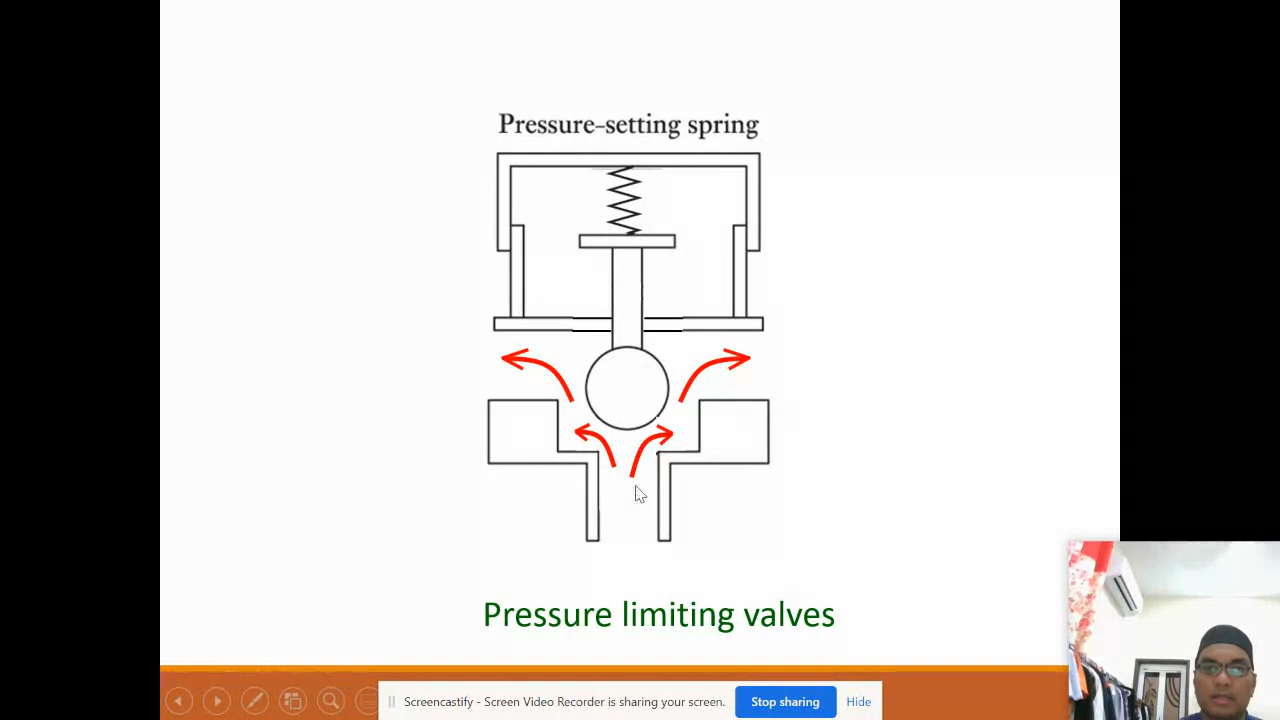 Pressure-setting spring
Pressure limiting valves
Screencastify - Screen Video Recorder is sharing your screen.
Stop sharing
Hide